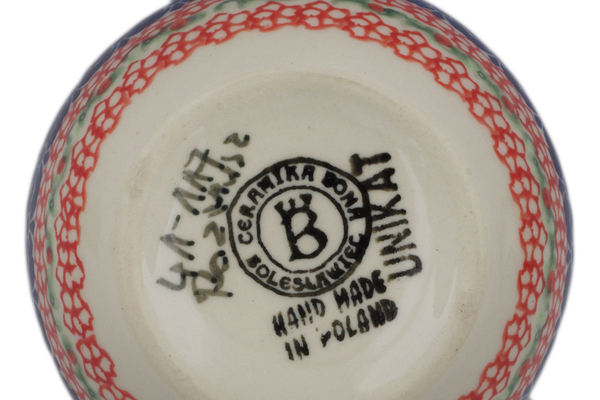 CERAMIKA BONA
BOLESŁAWIEC
B
UNIKAT
HAND MADE
IN POLAND